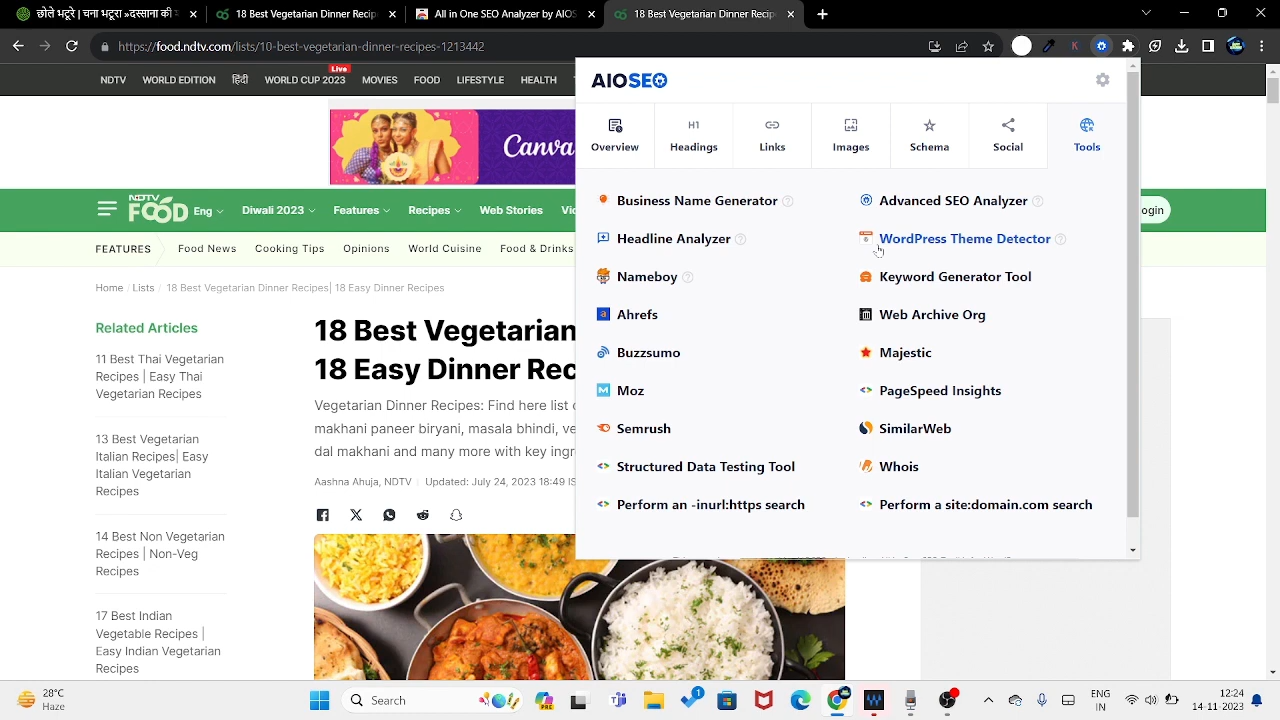 छोले भटूरे | चना भटूरा »दस्साना की
18 Best Vegetarian Dinner Recip
All in One SEO Analyzer by AIOS
18 Best Vegetarian Dinner Recip
https://food.ndtv.com/lists/10-best-vegetarian-dinner-recipes-1213442
NDTV WORLD EDITION हिंदी WORLD CUP 2023 Live MOVIES FOOD LIFESTYLE HEALTH
Canva
NDTV FOOD Eng Diwali 2023 Features Recipes Web Stories Vi
FEATURES Food News Cooking Tips Opinions World Cuisine Food & Drinks
Home / Lists / 18 Best Vegetarian Dinner Recipes| 18 Easy Dinner Recipes
Related Articles
11 Best Thai Vegetarian
Recipes | Easy Thai
Vegetarian Recipes
13 Best Vegetarian
Italian Recipes| Easy
Italian Vegetarian
Recipes
14 Best Non Vegetarian
Recipes | Non-Veg
Recipes
17 Best Indian
Vegetable Recipes |
Easy Indian Vegetarian
Recipes
18 Best Vegetarian
18 Easy Dinner Rec
Vegetarian Dinner Recipes: Find here list
makhani paneer biryani, masala bhindi, ve
dal makhani and many more with key ingr
Aashna Ahuja, NDTV | Updated: July 24, 2023 18:49 IS
AIOSEO
Overview
H1
Headings
Links
Images
Schema
Social
Tools
Business Name Generator
Advanced SEO Analyzer
Headline Analyzer
WordPress Theme Detector
Nameboy
Keyword Generator Tool
Ahrefs
Web Archive Org
Buzzsumo
Majestic
Moz
PageSpeed Insights
Semrush
SimilarWeb
Structured Data Testing Tool
Whois
Perform an -inurl:https search
Perform a site:domain.com search
ogin
28°C
Haze
Search
1
ENG
IN
12:24
14-11-2023